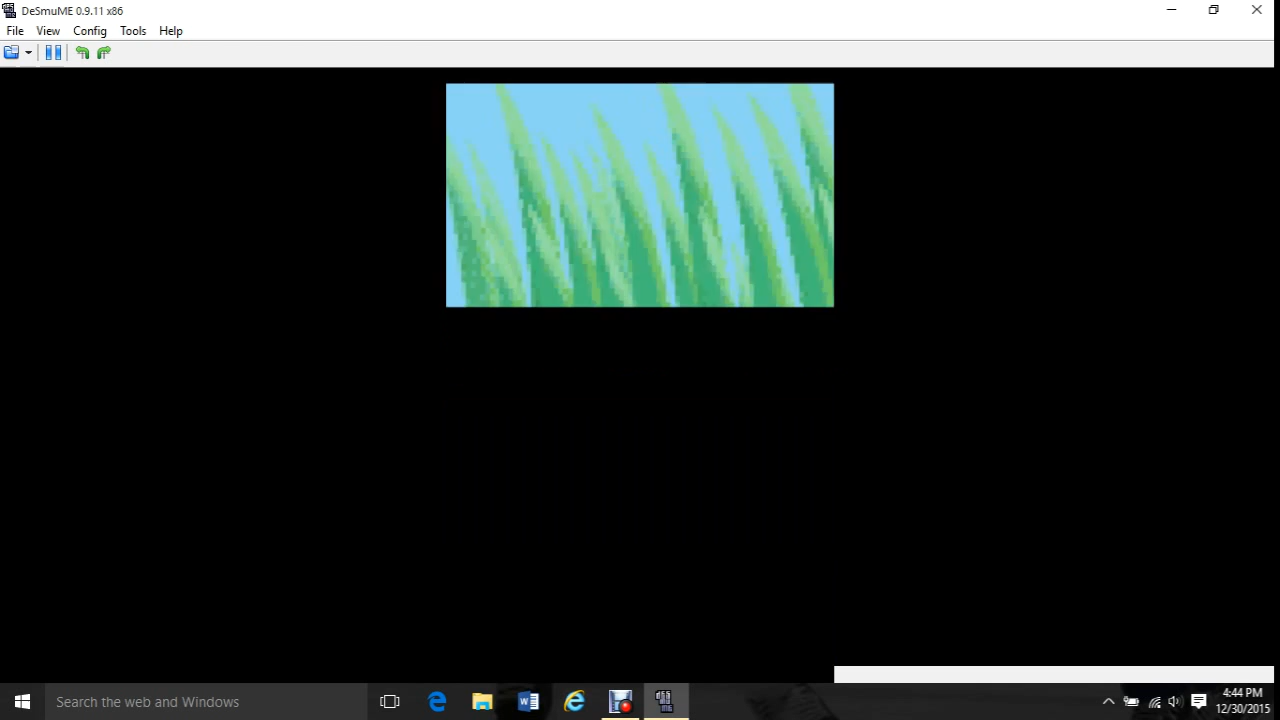 DeSmuME 0.9.11 x86
File View Config Tools Help
Search the web and Windows
4:44 PM
12/30/2015